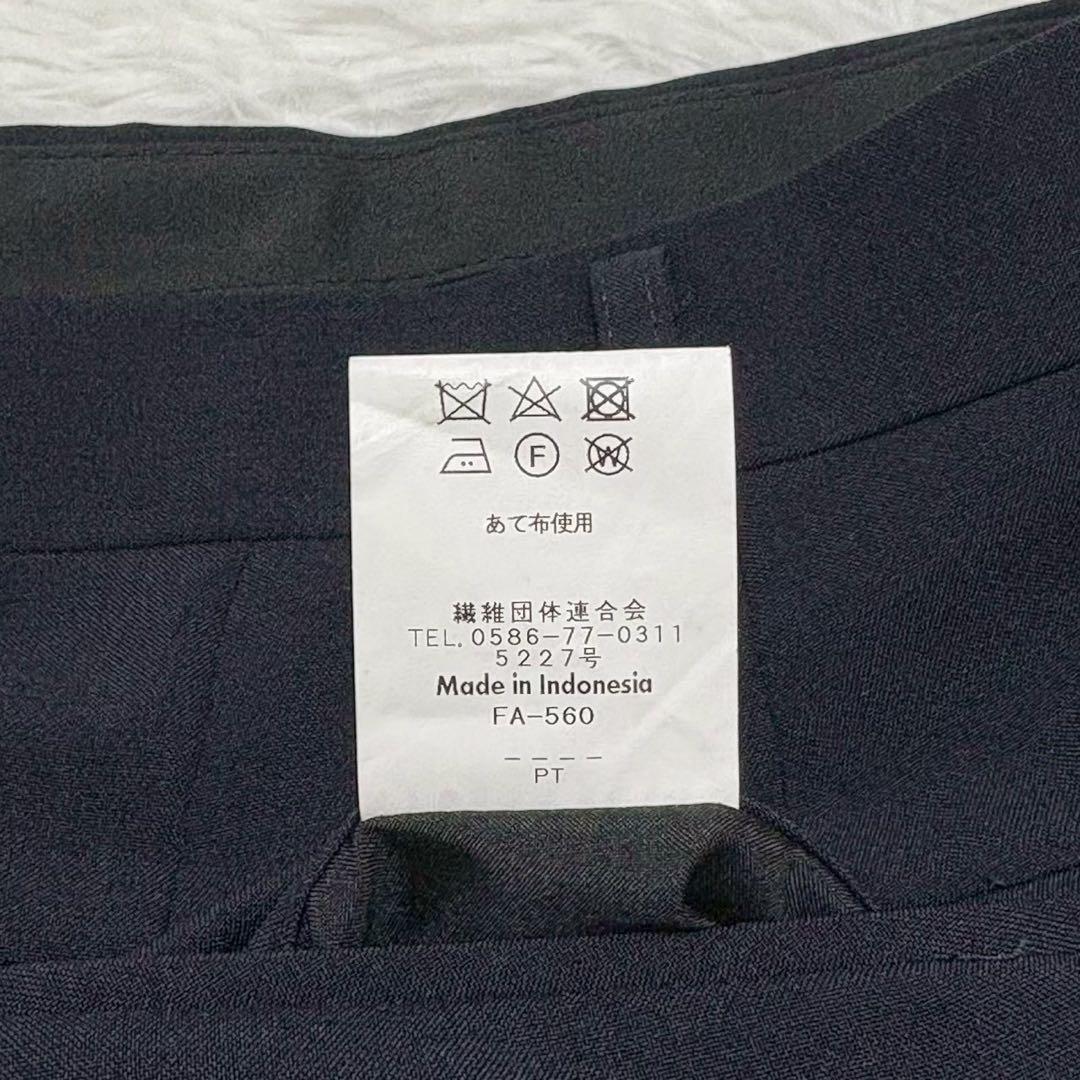 F W
あて布使用
繊維団体連合会
TEL.0586-77-0311
5227号
Made in Indonesia
FA-560
----
PT